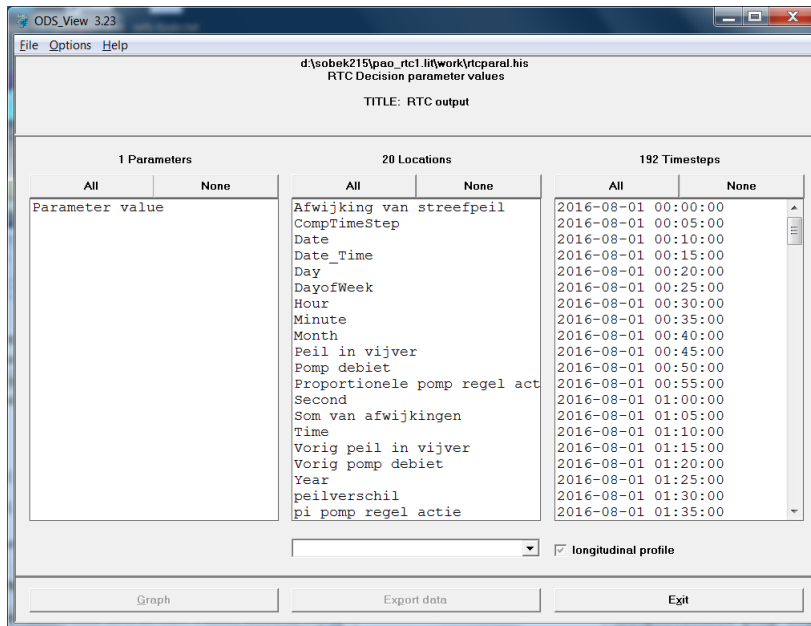 ODS_View 3.23
File Options Help
d:\sobek215\pao_rtc1.lit\work\rtcparal.his
RTC Decision parameter values
TITLE: RTC output
1 Parameters
All None
Parameter value
20 Locations
All None
Afwijking van streefpeil
CompTimeStep
Date
Date_Time
Day
DayofWeek
Hour
Minute
Month
Peil in vijver
Pomp debiet
Proportionele pomp regel act
Second
Som van afwijkingen
Time
Vorig peil in vijver
Vorig pomp debiet
Year
peilverschil
pi pomp regel actie
192 Timesteps
All None
2016-08-01 00:00:00
2016-08-01 00:05:00
2016-08-01 00:10:00
2016-08-01 00:15:00
2016-08-01 00:20:00
2016-08-01 00:25:00
2016-08-01 00:30:00
2016-08-01 00:35:00
2016-08-01 00:40:00
2016-08-01 00:45:00
2016-08-01 00:50:00
2016-08-01 00:55:00
2016-08-01 01:00:00
2016-08-01 01:05:00
2016-08-01 01:10:00
2016-08-01 01:15:00
2016-08-01 01:20:00
2016-08-01 01:25:00
2016-08-01 01:30:00
2016-08-01 01:35:00
longitudinal profile
Graph
Export data
Exit